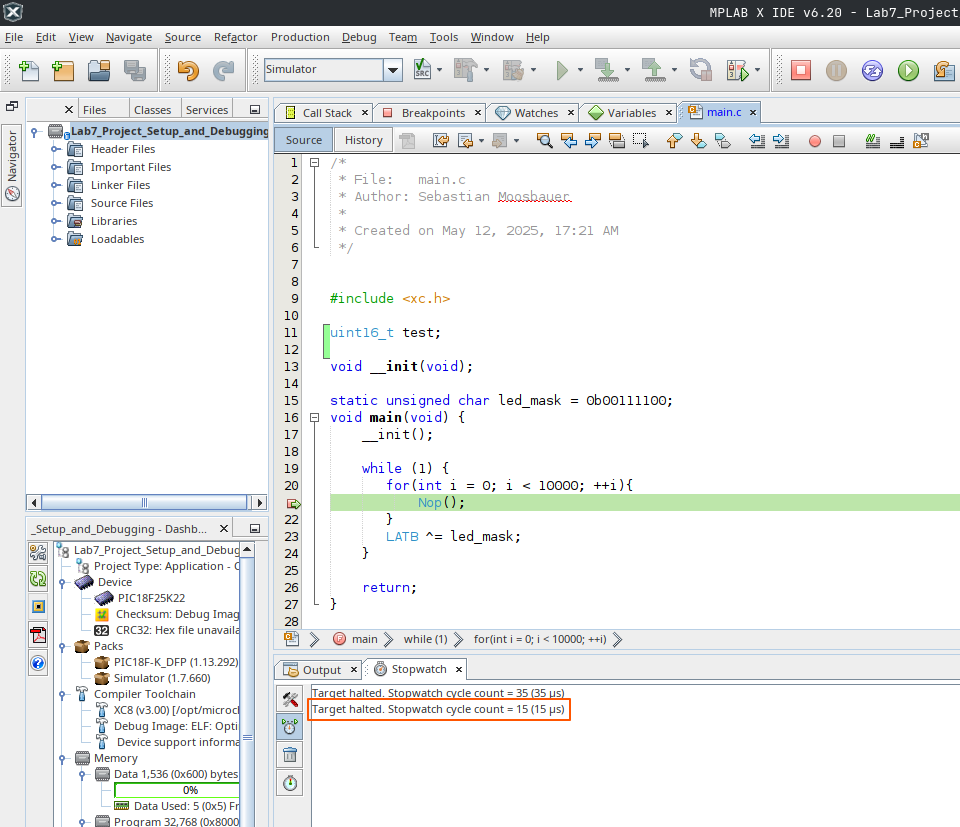 MPLAB X IDE v6.20 - Lab7_Project
File Edit View Navigate Source Refactor Production Debug Team Tools Window Help
Simulator
Navigator
Files Classes Services
Lab7_Project_Setup_and_Debugging
Header Files
Important Files
Linker Files
Source Files
Libraries
Loadables
_Setup_and_Debugging - Dashb...
Lab7_Project_Setup_and_Debug
Project Type: Application - C
Device
PIC18F25K22
Checksum: Debug Imag
CRC32: Hex file unavaila
Packs
PIC18F-K_DFP (1.13.292)
Simulator (1.7.660)
Compiler Toolchain
XC8 (v3.00) [/opt/microch
Debug Image: ELF: Opti
Device support informa
Memory
Data 1,536 (0x600) bytes
0%
Data Used: 5 (0x5) Fr
Program 32,768 (0x8000
Call Stack Breakpoints Watches Variables main.c
Source History
1 /*
2 * File: main.c
3 * Author: Sebastian Moosbauer
4 *
5 * Created on May 12, 2025, 17:21 AM
6 */
7
8
9 #include <xc.h>
10
11 uint16_t test;
12
13 void __init(void);
14
15 static unsigned char led_mask = 0b00111100;
16 void main(void) {
17 __init();
18
19 while (1) {
20 for(int i = 0; i < 10000; ++i){
Nop();
22 }
23 LATB ^= led_mask;
24 }
25
26 return;
27 }
28
main while (1) for(int i = 0; i < 10000; ++i)
Output Stopwatch
Target halted. Stopwatch cycle count = 35 (35 µs)
Target halted. Stopwatch cycle count = 15 (15 µs)